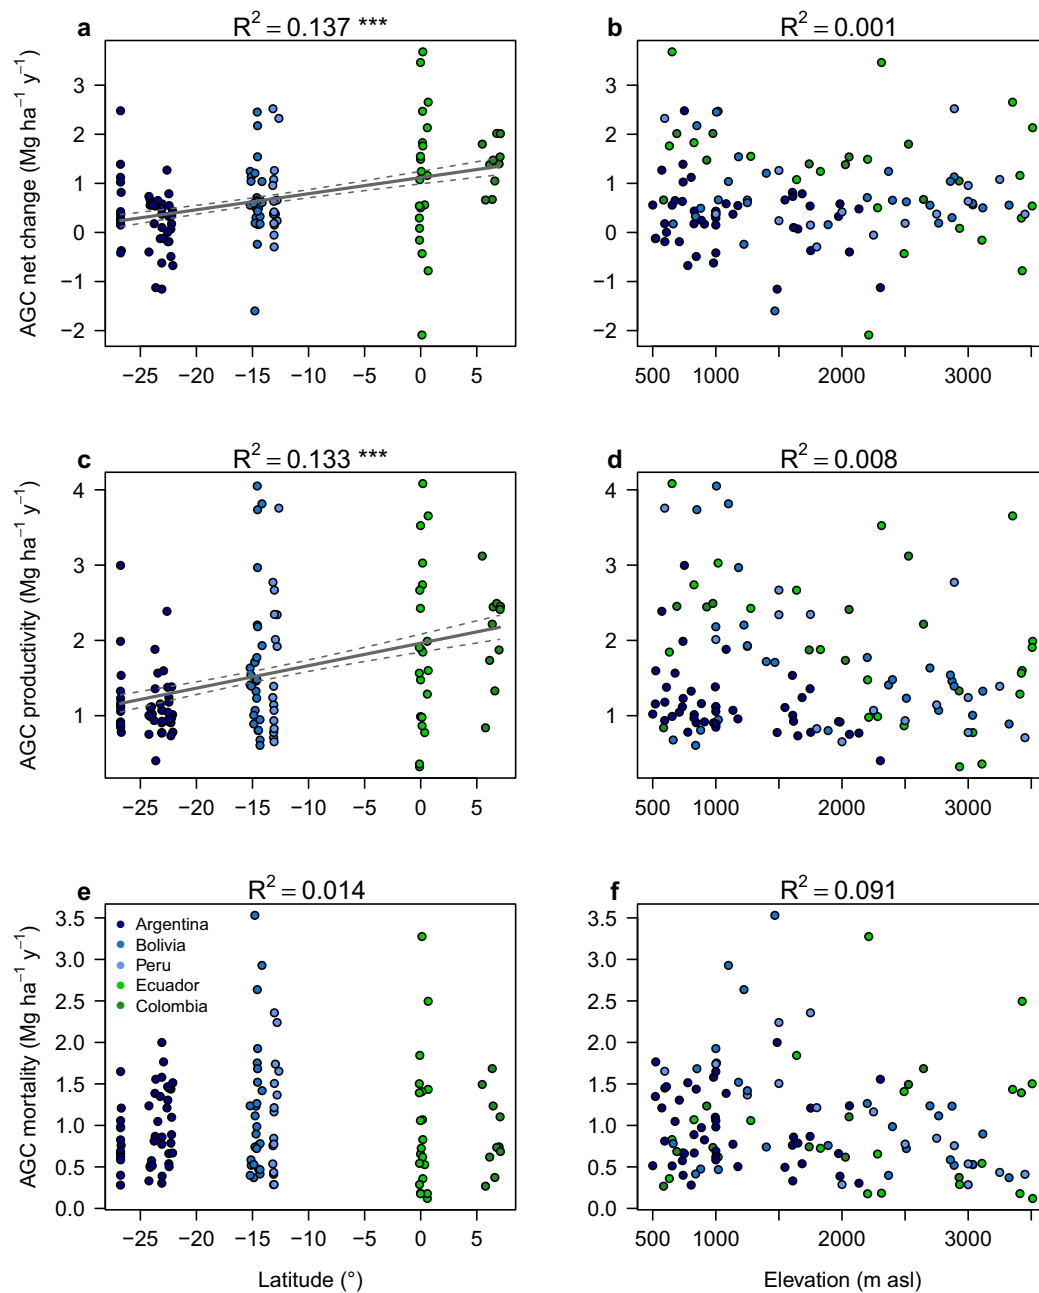 a R² = 0.137 *** b R² = 0.001
AGC net change (Mg ha⁻¹ y⁻¹)
3 3
2 2
1 1
0 0
−1 −1
−2 −2
−25 −20 −15 −10 −5 0 5 500 1000 2000 3000
c R² = 0.133 *** d R² = 0.008
AGC productivity (Mg ha⁻¹ y⁻¹)
4 4
3 3
2 2
1 1
−25 −20 −15 −10 −5 0 5 500 1000 2000 3000
e R² = 0.014 f R² = 0.091
AGC mortality (Mg ha⁻¹ y⁻¹)
3.5 3.5
Argentina
Bolivia
3.0 3.0
Peru
Ecuador
2.5 2.5
Colombia
2.0 2.0
1.5 1.5
1.0 1.0
0.5 0.5
0.0 0.0
−25 −20 −15 −10 −5 0 5 500 1000 2000 3000
Latitude (°) Elevation (m asl)